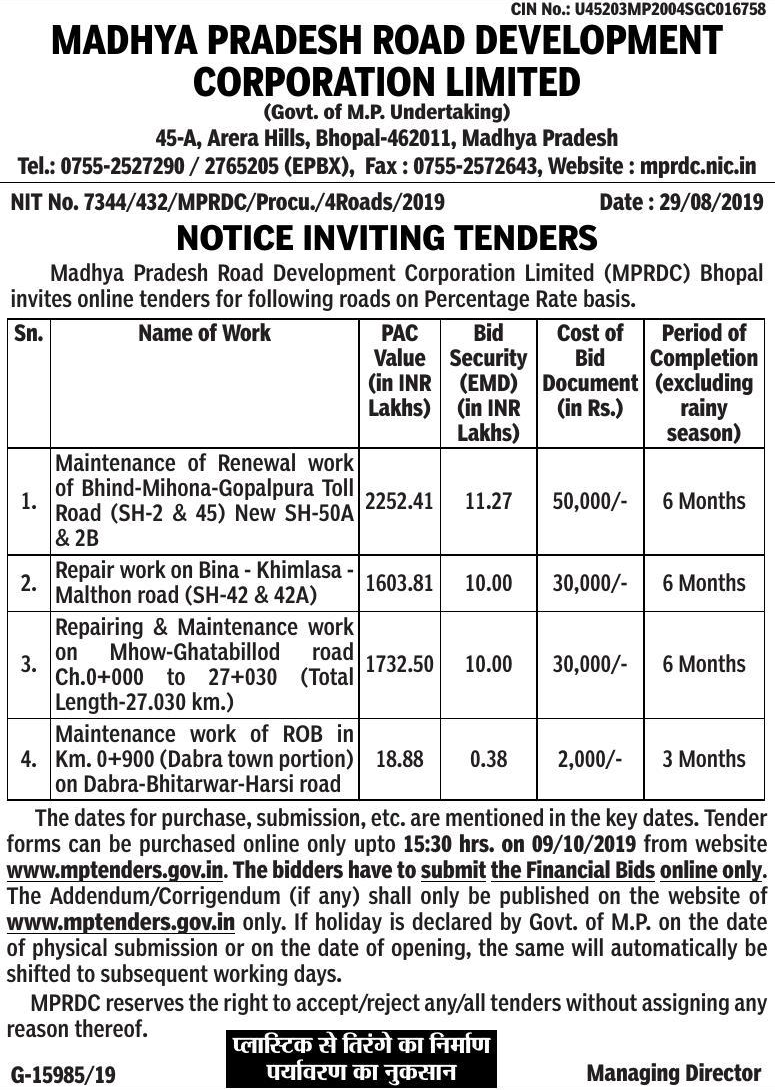 CIN No.: U45203MP2004SGC016758
MADHYA PRADESH ROAD DEVELOPMENT
CORPORATION LIMITED
(Govt. of M.P. Undertaking)
45-A, Arera Hills, Bhopal-462011, Madhya Pradesh
Tel.: 0755-2527290 / 2765205 (EPBX), Fax : 0755-2572643, Website : mprdc.nic.in
NIT No. 7344/432/MPRDC/Procu./4Roads/2019 Date : 29/08/2019
NOTICE INVITING TENDERS
Madhya Pradesh Road Development Corporation Limited (MPRDC) Bhopal
invites online tenders for following roads on Percentage Rate basis.
Sn. Name of Work PAC Bid Cost of Period of
Value Security Bid Completion
(in INR (EMD) Document (excluding
Lakhs) (in INR (in Rs.) rainy
Lakhs) season)
Maintenance of Renewal work
of Bhind-Mihona-Gopalpura Toll
1. Road (SH-2 & 45) New SH-50A 2252.41 11.27 50,000/- 6 Months
& 2B
2. Repair work on Bina - Khimlasa - 1603.81 10.00 30,000/- 6 Months
Malthon road (SH-42 & 42A)
Repairing & Maintenance work
on Mhow-Ghatabillod road
3. Ch.0+000 to 27+030 (Total 1732.50 10.00 30,000/- 6 Months
Length-27.030 km.)
Maintenance work of ROB in
4. Km. 0+900 (Dabra town portion) 18.88 0.38 2,000/- 3 Months
on Dabra-Bhitarwar-Harsi road
The dates for purchase, submission, etc. are mentioned in the key dates. Tender
forms can be purchased online only upto 15:30 hrs. on 09/10/2019 from website
www.mptenders.gov.in. The bidders have to submit the Financial Bids online only.
The Addendum/Corrigendum (if any) shall only be published on the website of
www.mptenders.gov.in only. If holiday is declared by Govt. of M.P. on the date
of physical submission or on the date of opening, the same will automatically be
shifted to subsequent working days.
MPRDC reserves the right to accept/reject any/all tenders without assigning any
reason thereof.
प्लास्टिक से तिरंगे का निर्माण
पर्यावरण का नुकसान
G-15985/19 Managing Director